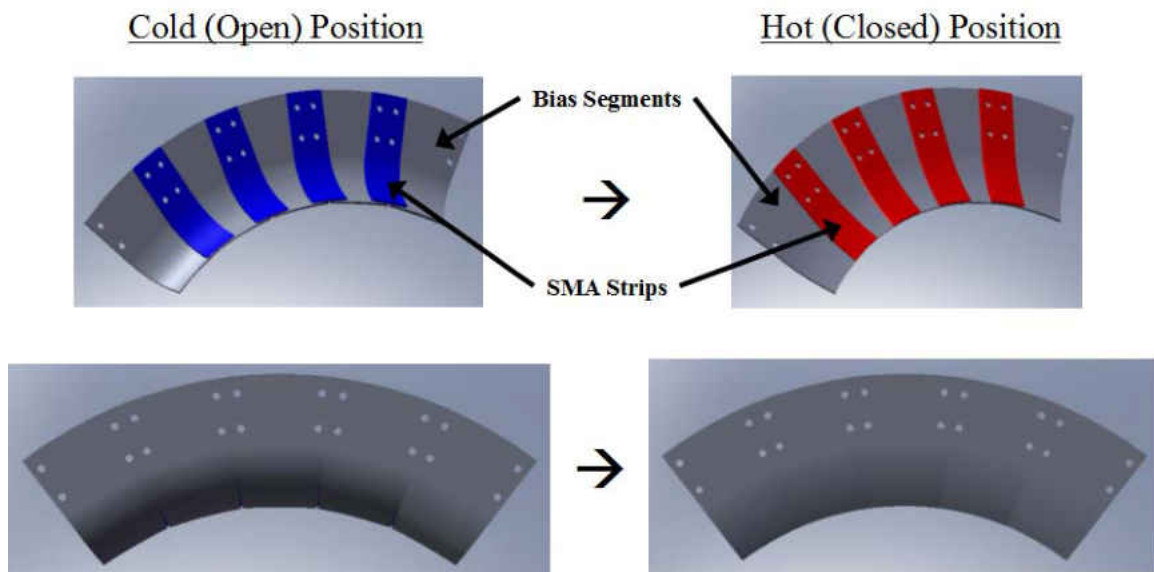 Cold (Open) Position
Hot (Closed) Position
Bias Segments
SMA Strips